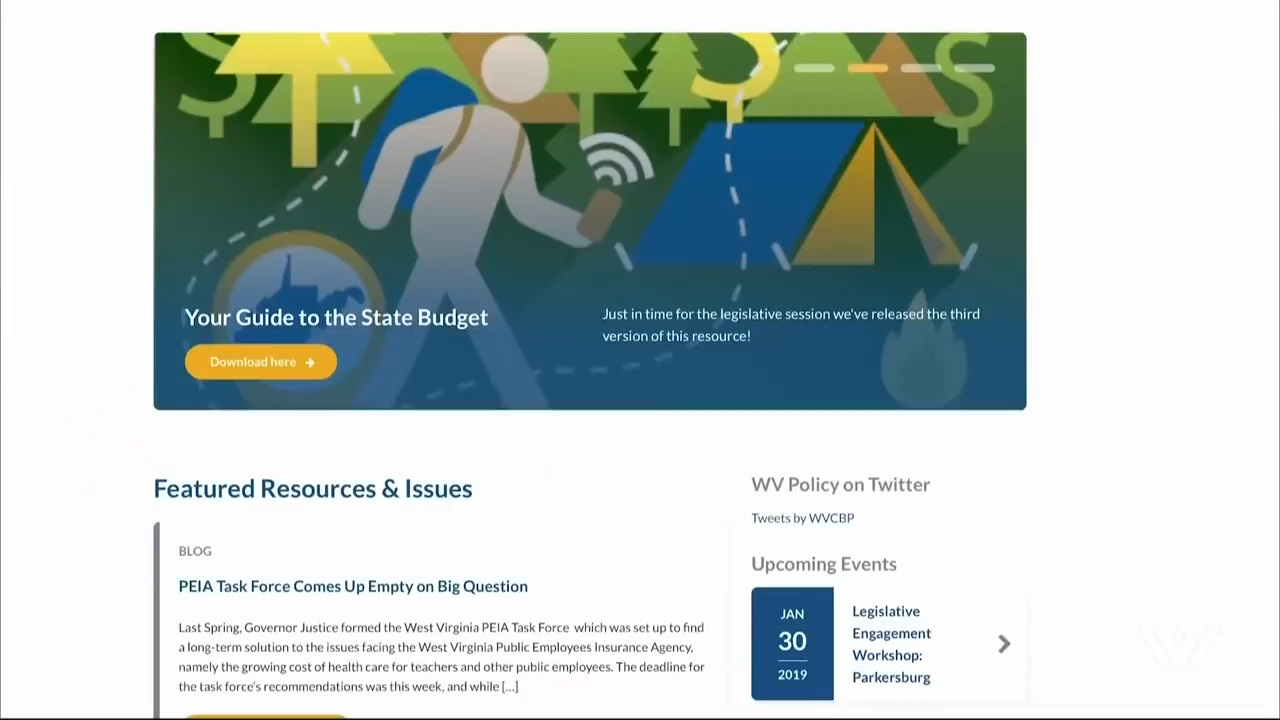 Your Guide to the State Budget
Download here
Just in time for the legislative session we've released the third
version of this resource!
Featured Resources & Issues
BLOG
PEIA Task Force Comes Up Empty on Big Question
Last Spring, Governor Justice formed the West Virginia PEIA Task Force which was set up to find
a long-term solution to the issues facing the West Virginia Public Employees Insurance Agency,
namely the growing cost of health care for teachers and other public employees. The deadline for
the task force's recommendations was this week, and while [...]
WV Policy on Twitter
Tweets by WVCBP
Upcoming Events
JAN
30
2019
Legislative
Engagement
Workshop:
Parkersburg